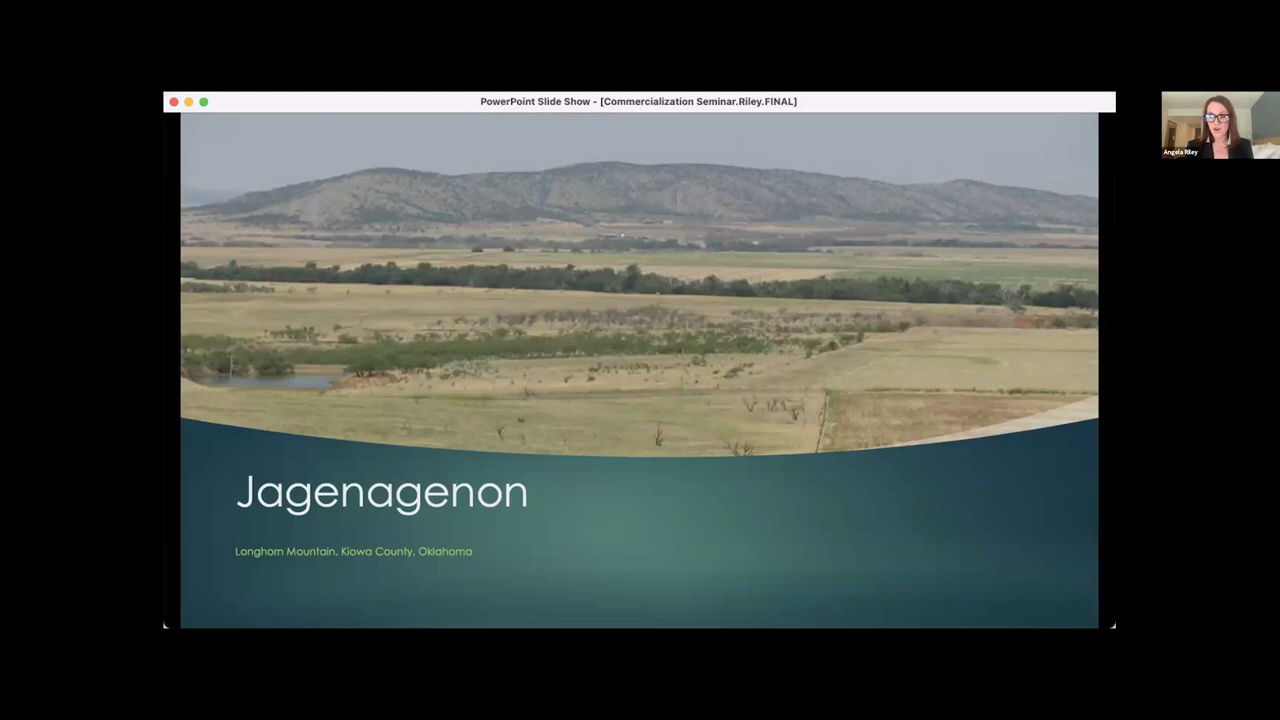 PowerPoint Slide Show - [Commercialization Seminar.Riley.FINAL]
Angela Riley
Jagenagenon
Longhorn Mountain, Kiowa County, Oklahoma